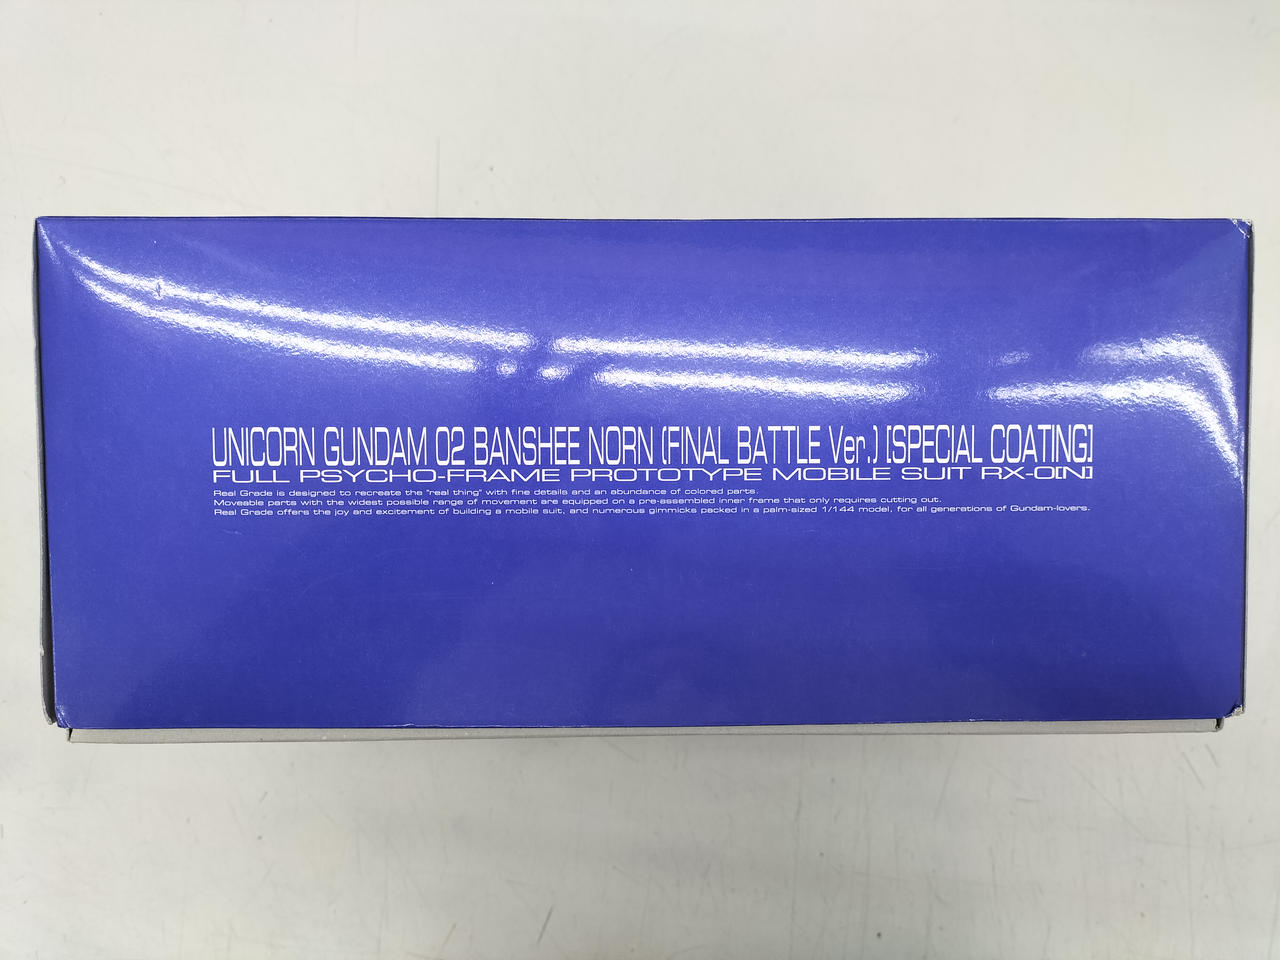 UNICORN GUNDAM 02 BANSHEE NORN (FINAL BATTLE Ver.) [SPECIAL COATING]
FULL PSYCHO-FRAME PROTOTYPE MOBILE SUIT RX-0[N]
Real Grade is designed to recreate the "real thing" with fine details and an abundance of colored parts.
Moveable parts with the widest possible range of movement are equipped on a pre-assembled inner frame that only requires cutting out.
Real Grade offers the joy and excitement of building a mobile suit, and numerous gimmicks packed in a palm-sized 1/144 model, for all generations of Gundam-lovers.